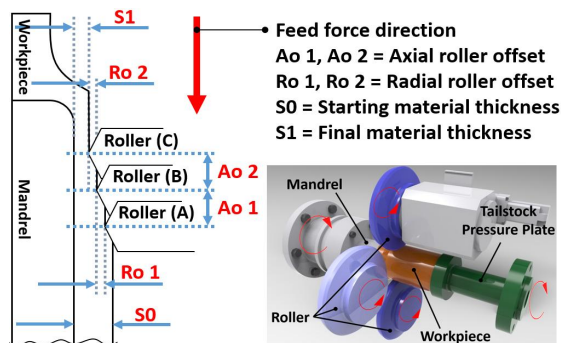 S1
Workpiece
Ro 2
Roller (C)
Roller (B)
Ao 2
Roller (A)
Ao 1
Mandrel
Ro 1
S0
Feed force direction
Ao 1, Ao 2 = Axial roller offset
Ro 1, Ro 2 = Radial roller offset
S0 = Starting material thickness
S1 = Final material thickness
Mandrel
Tailstock
Pressure Plate
Roller
Workpiece